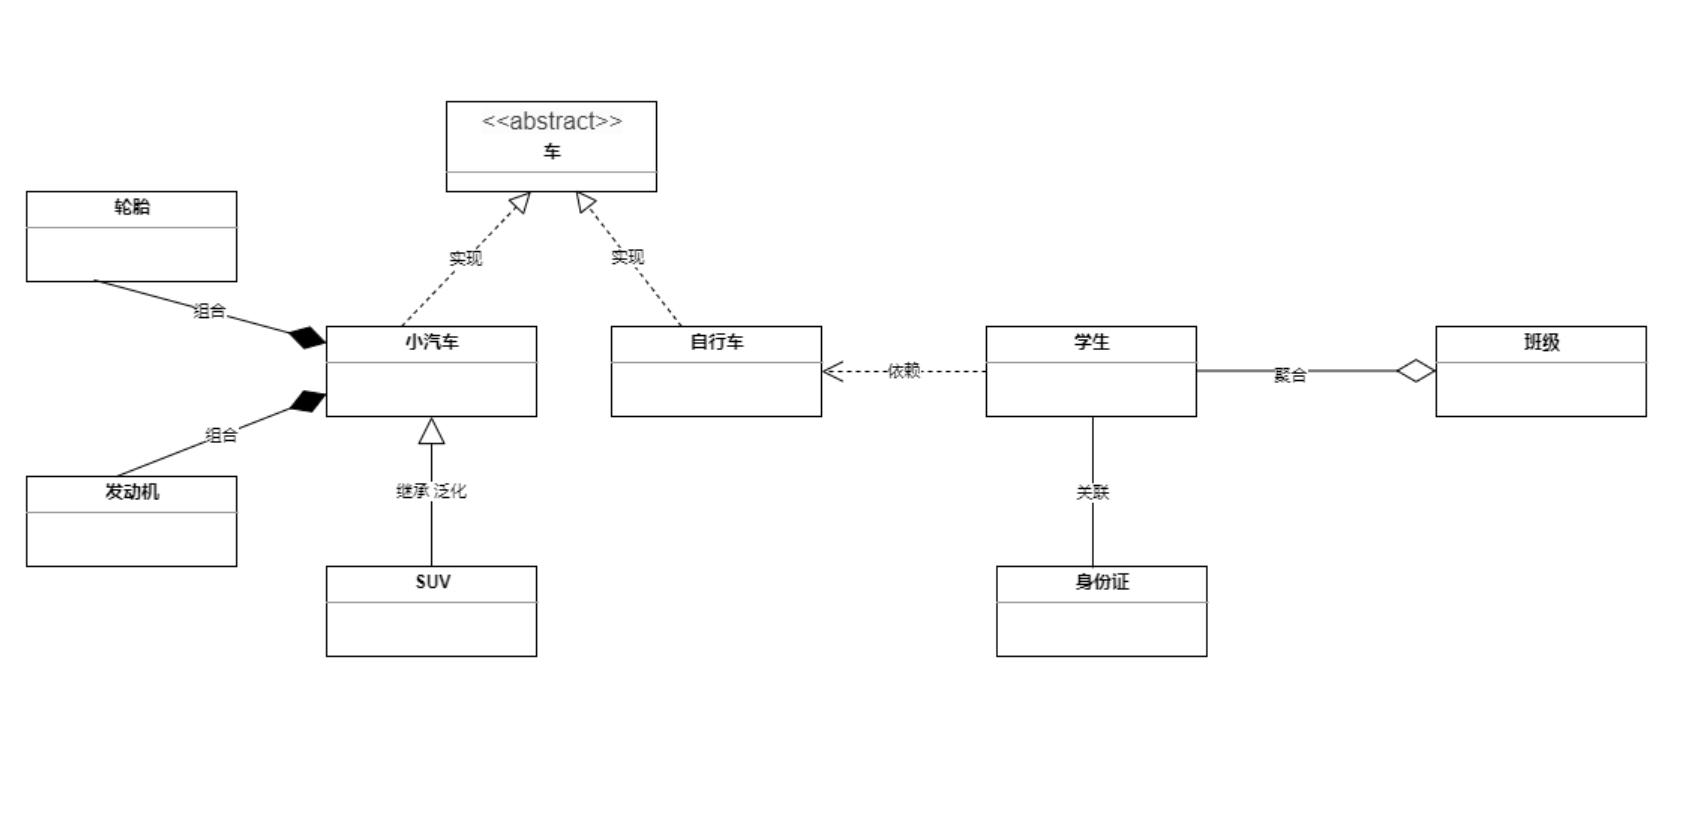 <<abstract>>
车
轮胎
实现
实现
组合
小汽车
自行车
学生
班级
依赖
聚合
组合
继承 泛化
发动机
关联
SUV
身份证